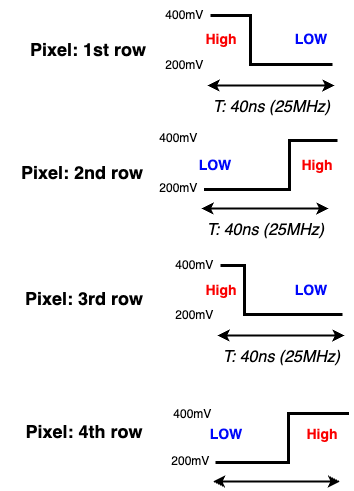 400mV
High LOW
Pixel: 1st row
200mV
T: 40ns (25MHz)
400mV
LOW High
Pixel: 2nd row
200mV
T: 40ns (25MHz)
400mV
High LOW
Pixel: 3rd row
200mV
T: 40ns (25MHz)
400mV
LOW High
Pixel: 4th row
200mV